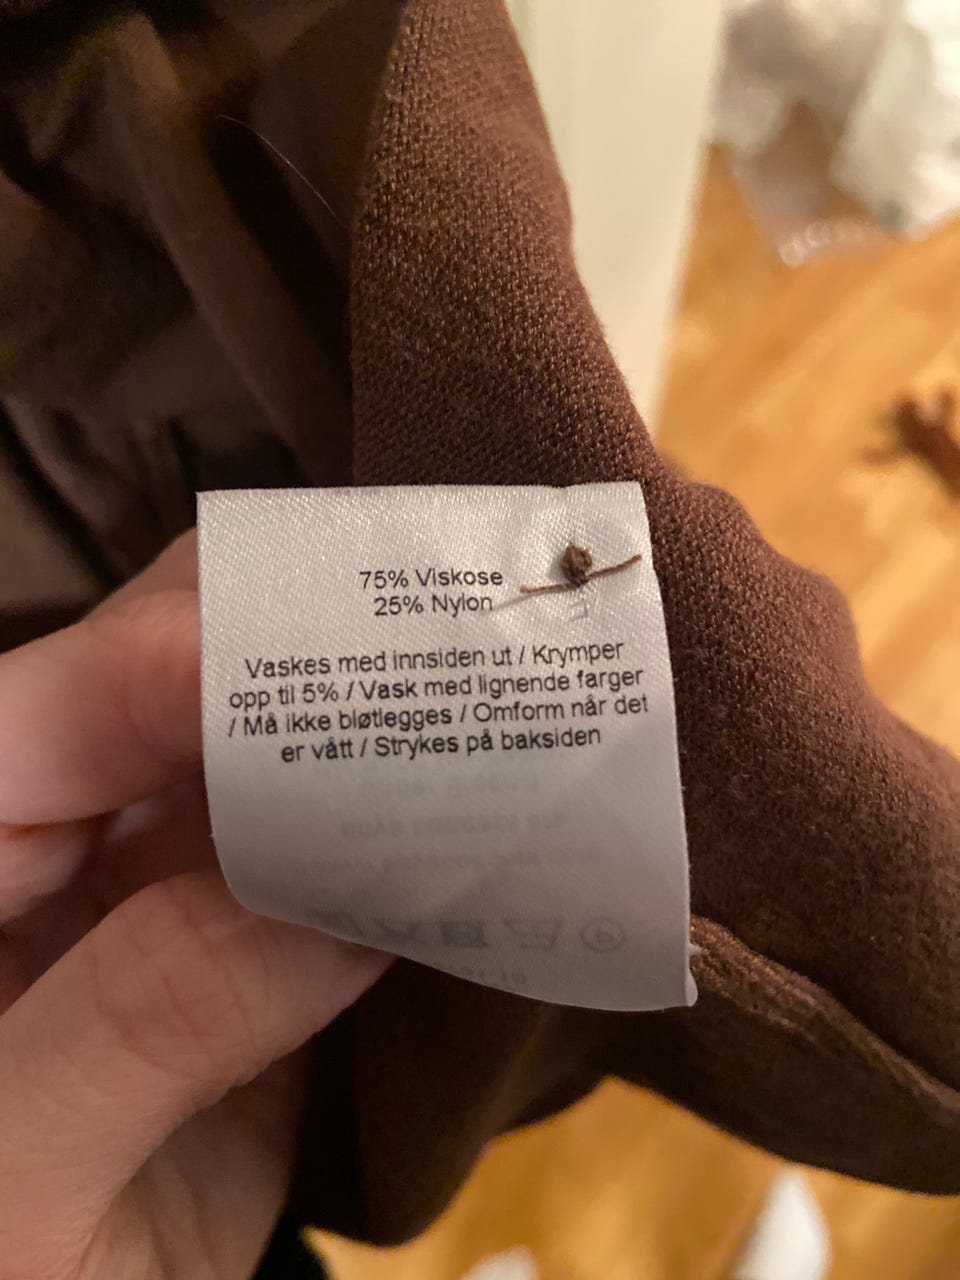 75% Viskose
25% Nylon
Vaskes med innsiden ut / Krymper
opp til 5% / Vask med lignende farger
/ Må ikke bløtlegges / Omform når det
er vått / Strykes på baksiden